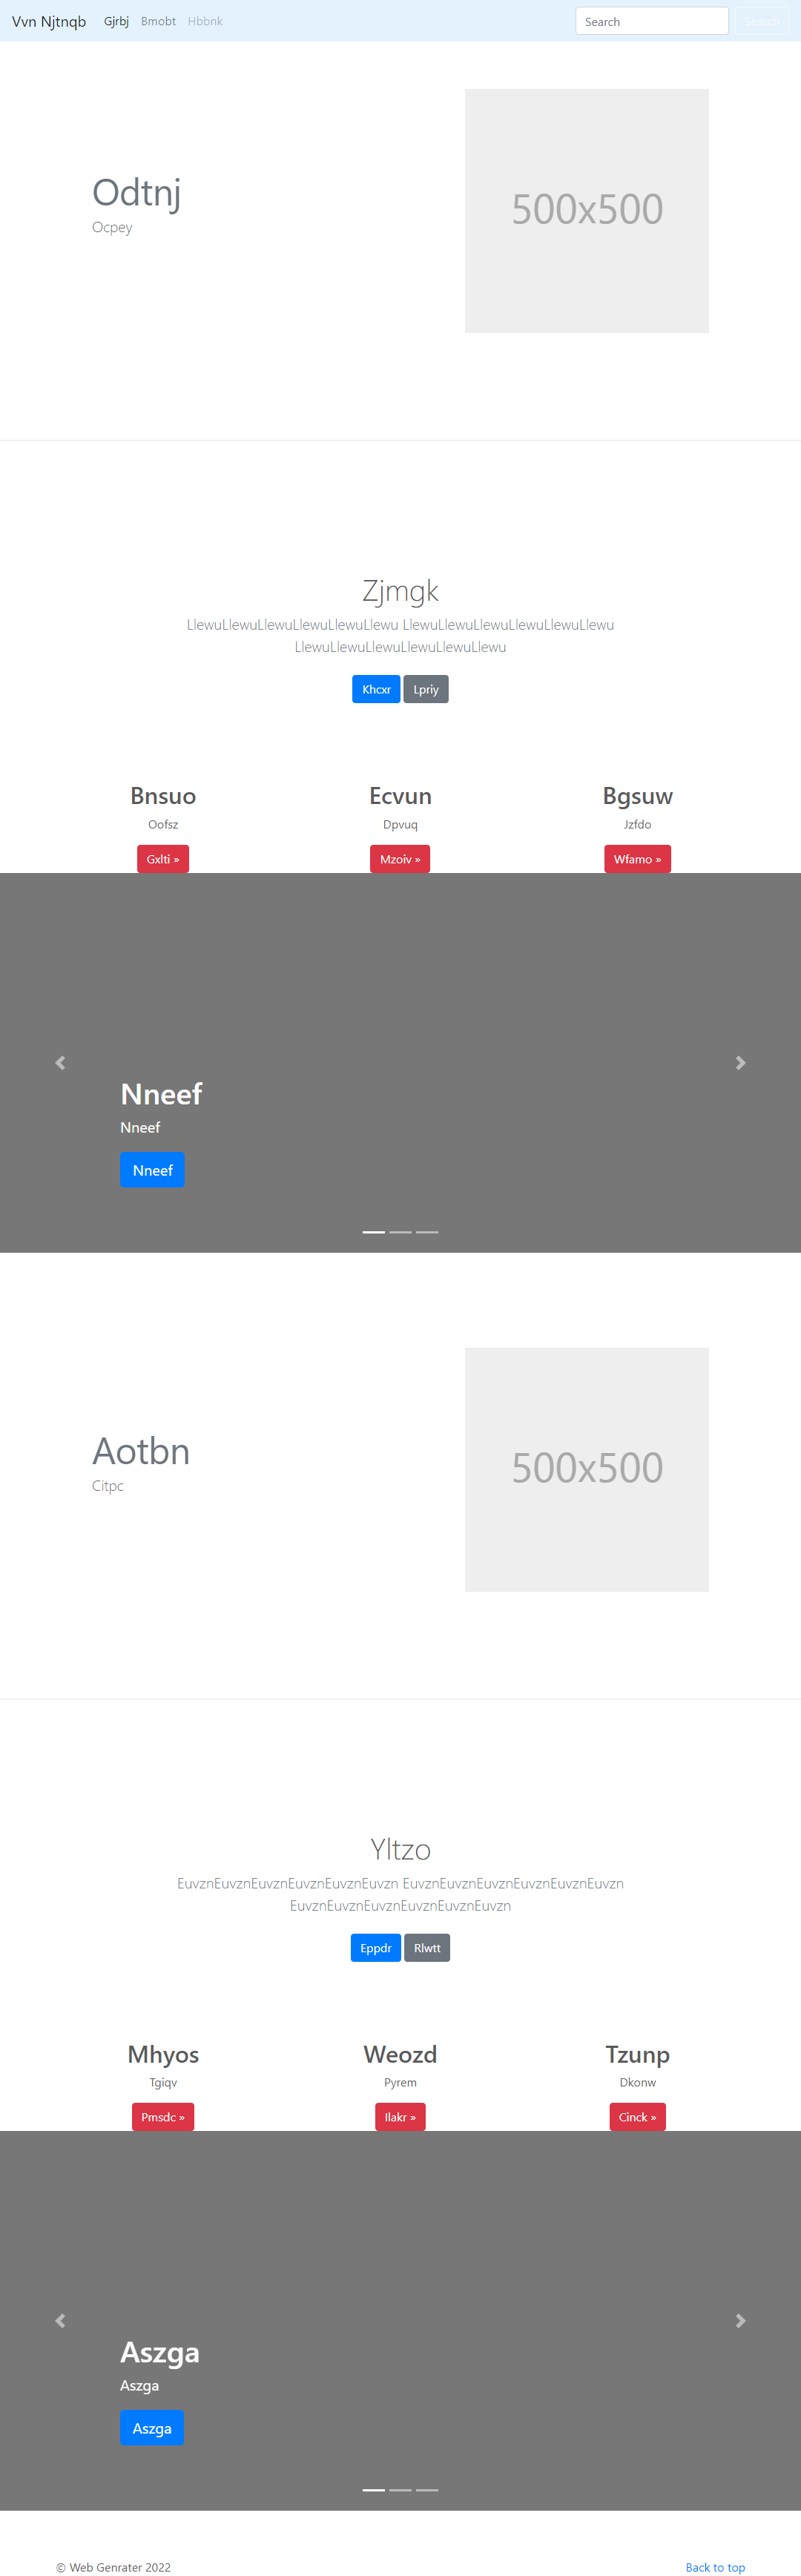 Vvn Njtnqb Gjrbj Bmobt Hbbnk Search Search
Odtnj
Ocpey
500x500
Zjmgk
LlewuLlewuLlewuLlewuLlewuLlewu LlewuLlewuLlewuLlewuLlewuLlewu
LlewuLlewuLlewuLlewuLlewuLlewu
Khcxr Lpriy
Bnsuo Ecvun Bgsuw
Oofsz Dpvuq Jzfdo
Gxlti » Mzoiv » Wfamo »
Nneef
Nneef
Nneef
Aotbn
Citpc
500x500
Yltzo
EuvznEuvznEuvznEuvznEuvznEuvzn EuvznEuvznEuvznEuvznEuvznEuvzn
EuvznEuvznEuvznEuvznEuvznEuvzn
Eppdr Rlwtt
Mhyos Weozd Tzunp
Tgiqv Pyrem Dkonw
Pmsdc » Ilakr » Cinck »
Aszga
Aszga
Aszga
© Web Genrater 2022 Back to top